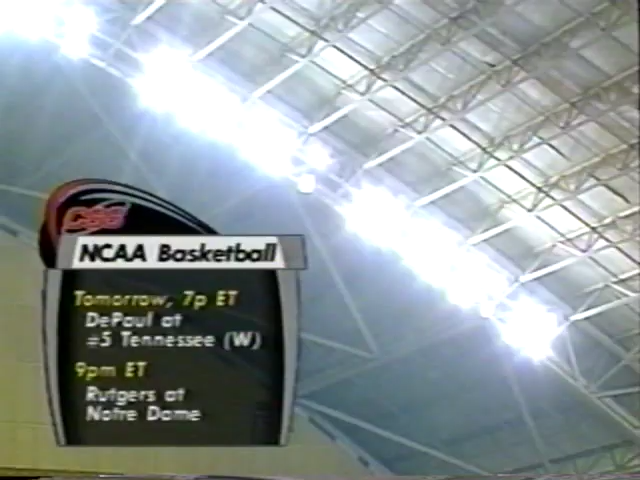 CSS
NCAA Basketball
Tomorrow, 7p ET
DePaul at
#5 Tennessee (W)
9pm ET
Rutgers at
Notre Dame